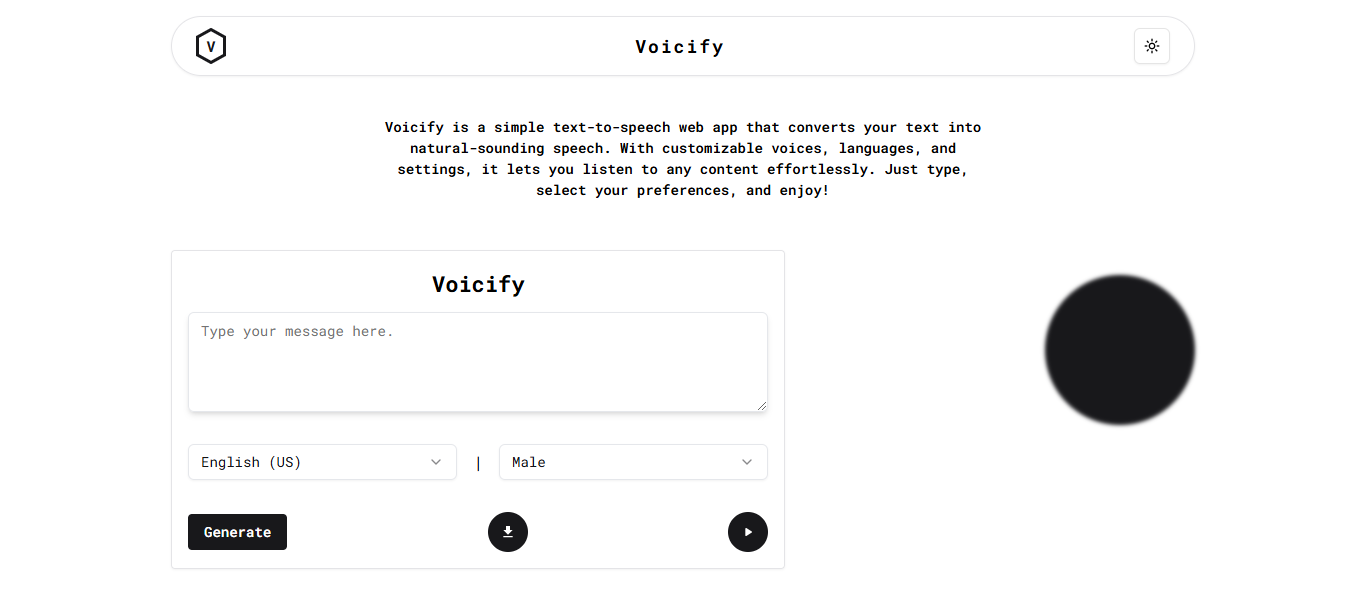 V
Voicify
Voicify is a simple text-to-speech web app that converts your text into
natural-sounding speech. With customizable voices, languages, and
settings, it lets you listen to any content effortlessly. Just type,
select your preferences, and enjoy!
Voicify
Type your message here.
English (US) | Male
Generate